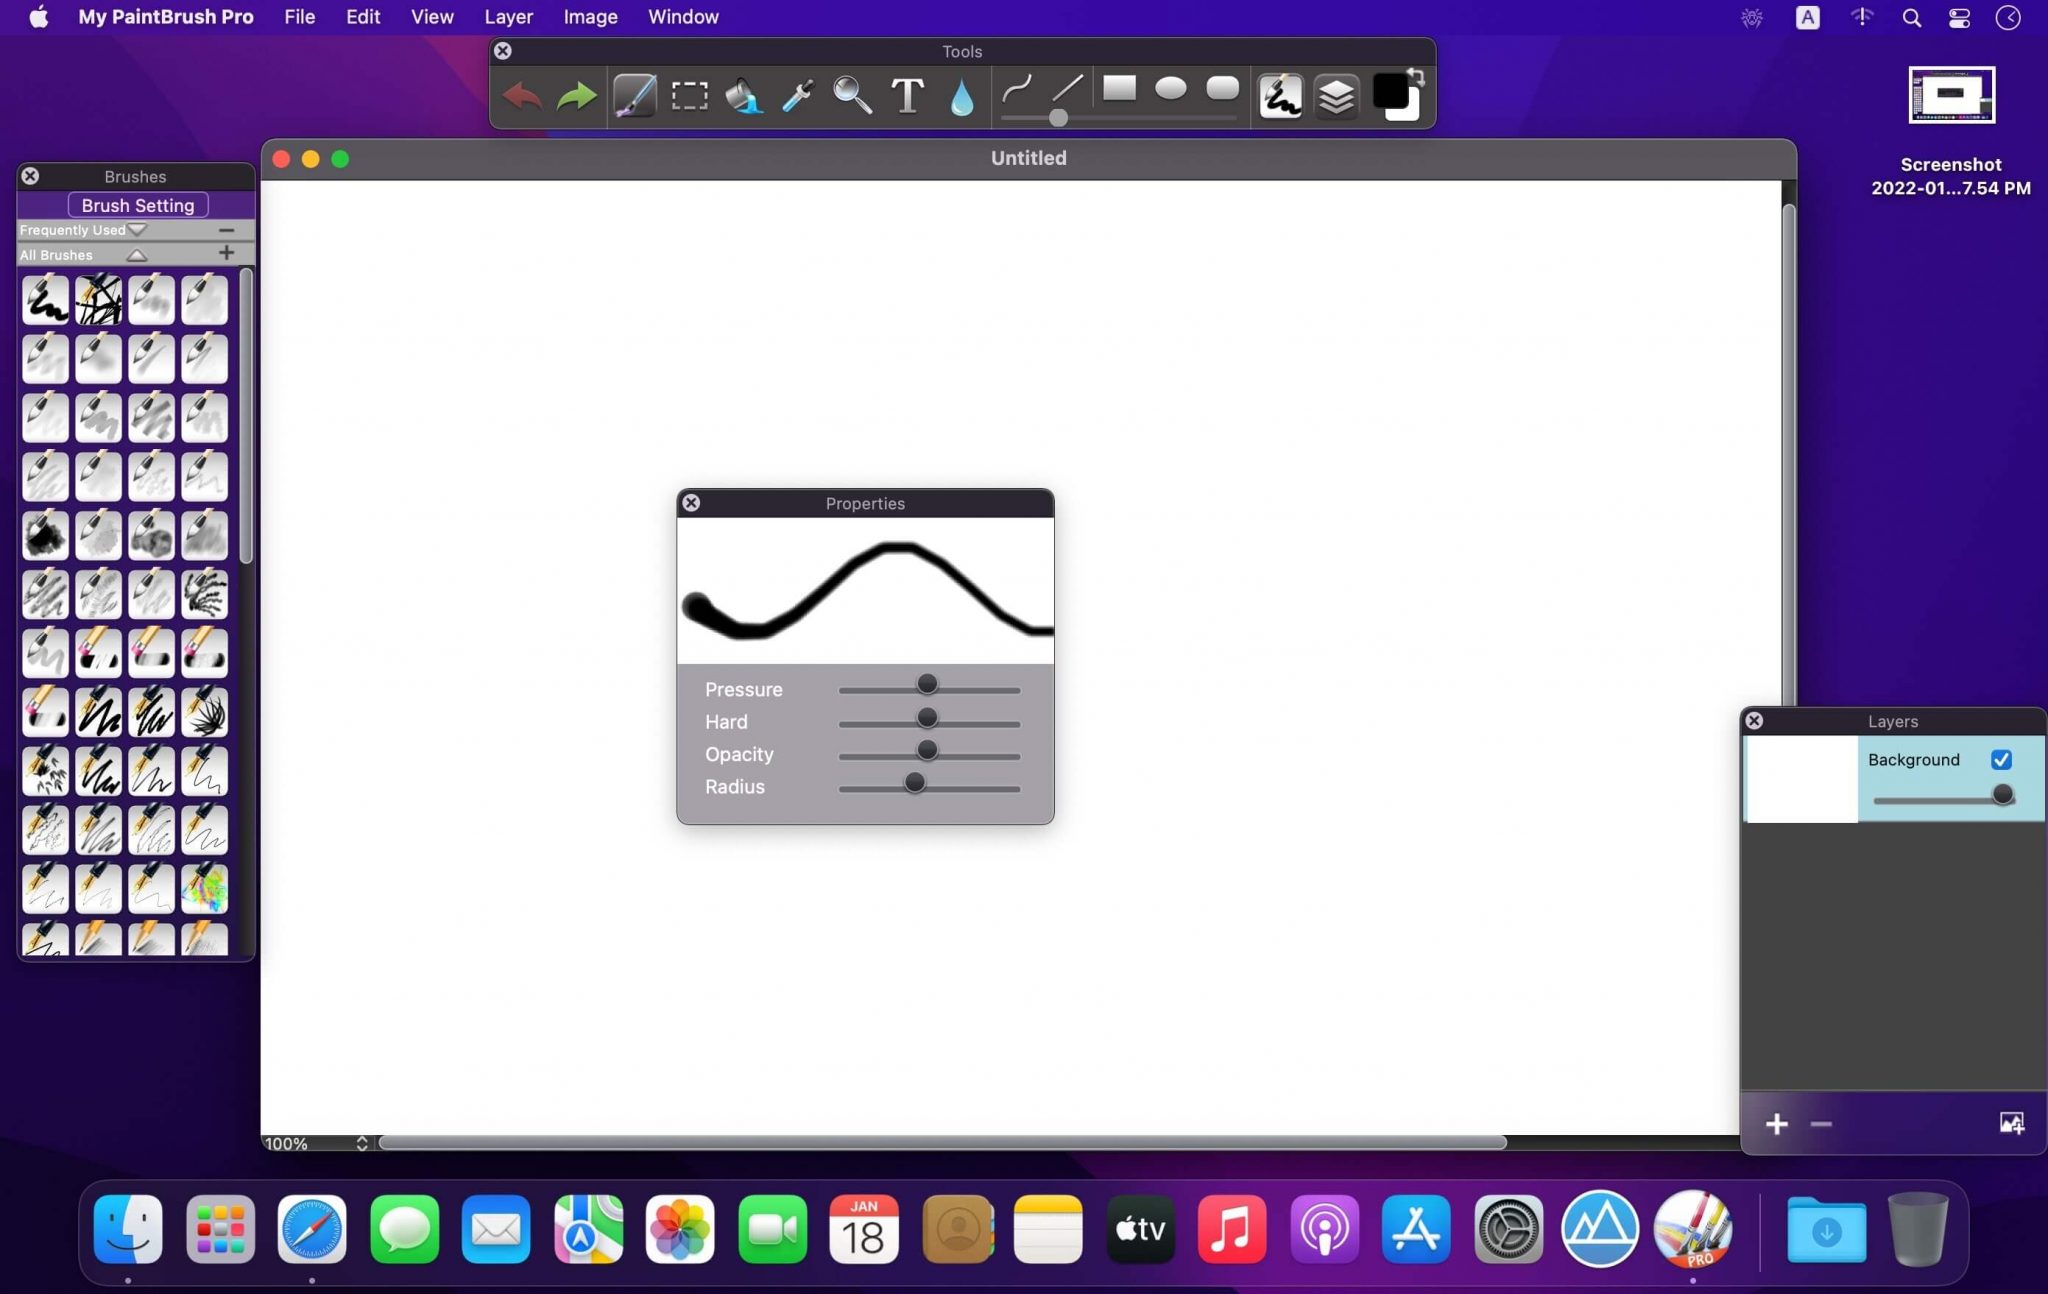 My PaintBrush Pro File Edit View Layer Image Window A
Tools
T
Screenshot
2022-01...7.54 PM
Untitled
Brushes
Brush Setting
Frequently Used
All Brushes
Properties
Pressure
Hard
Opacity
Radius
Layers
Background
100%
JAN
18
tv
PRO